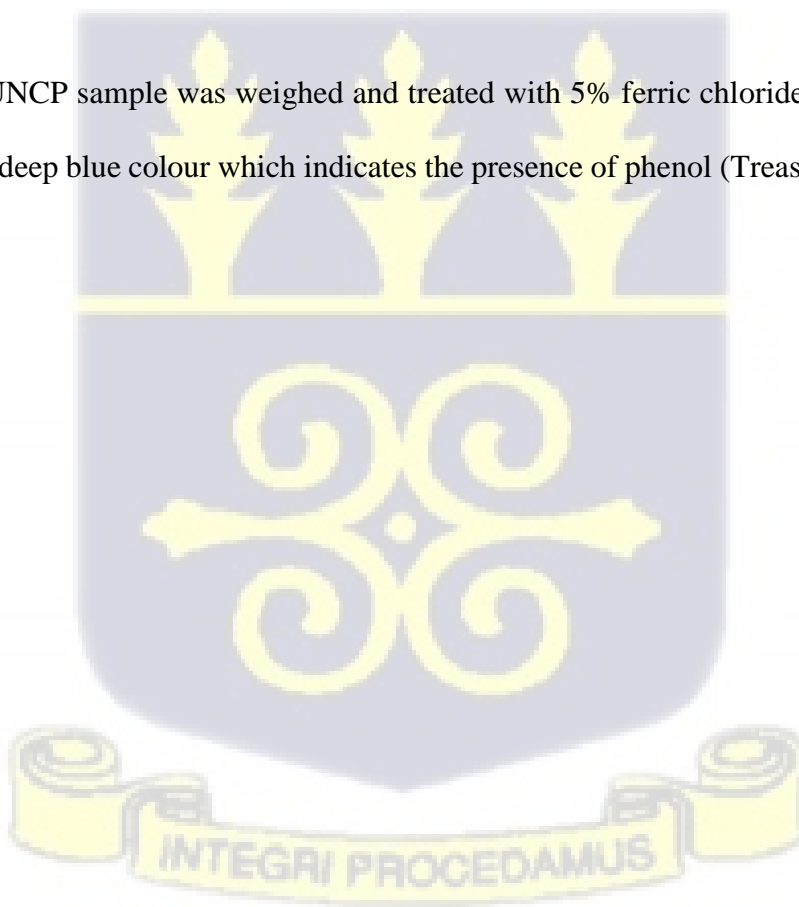 UNCP sample was weighed and treated with 5% ferric chloride
deep blue colour which indicates the presence of phenol (Treas
INTEGRI PROCEDAMUS